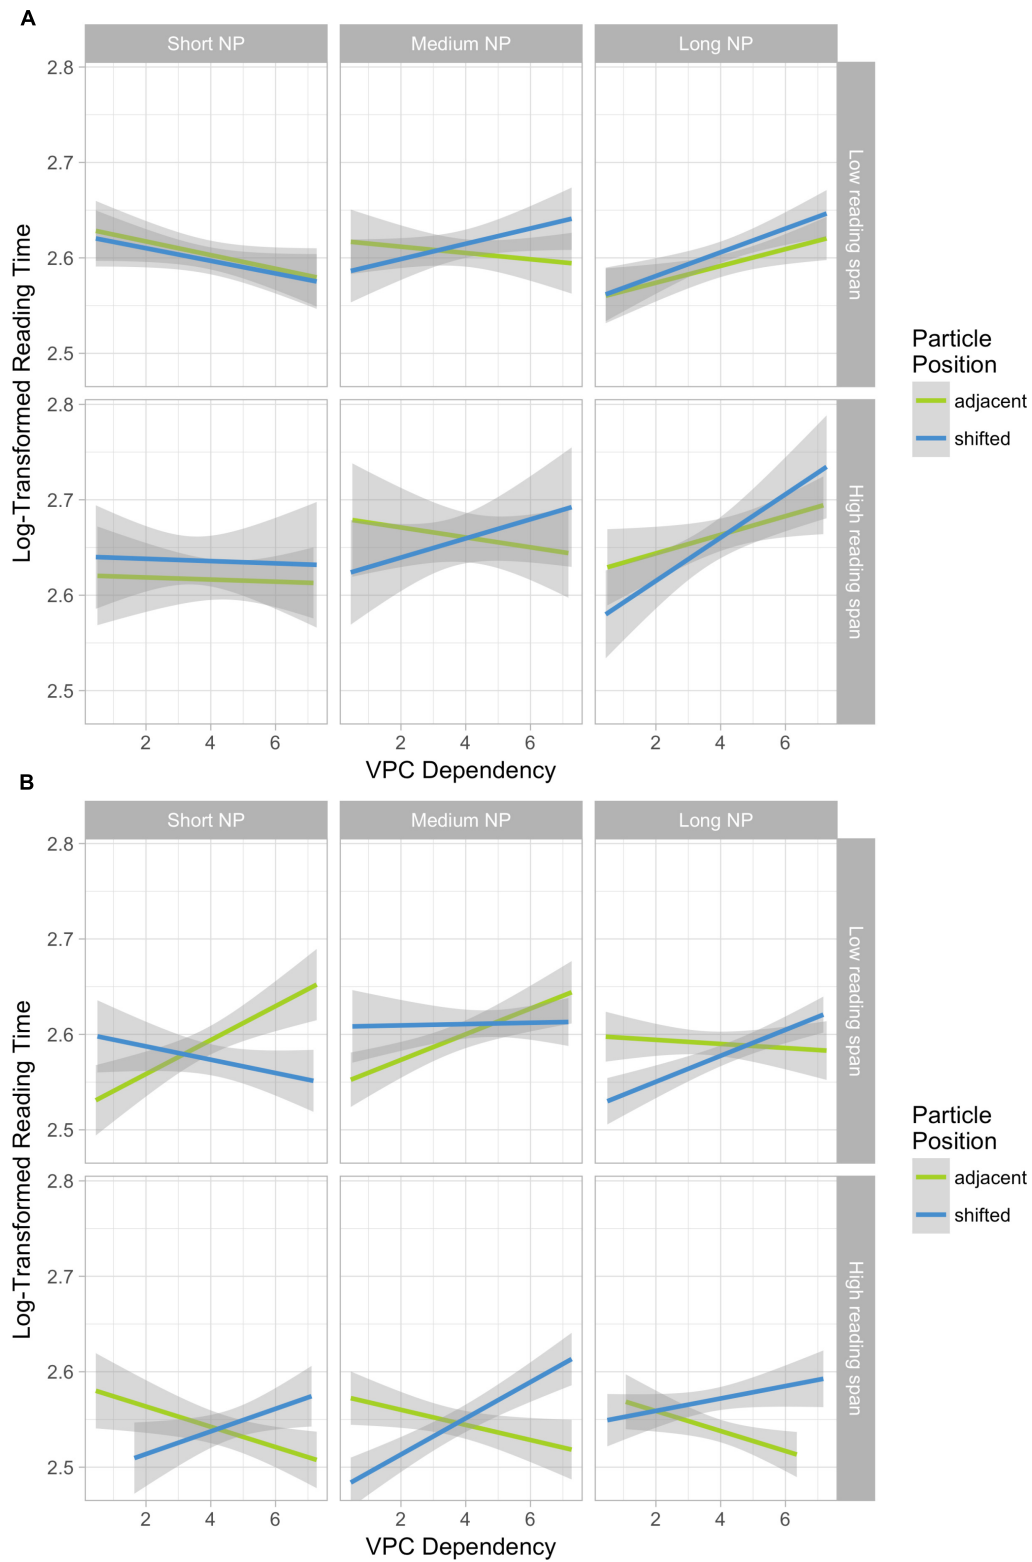 A
Short NP
Medium NP
Long NP
2.8
2.7
2.6
2.5
Low reading span
2.8
2.7
2.6
2.5
High reading span
Log-Transformed Reading Time
2 4 6
2 4 6
2 4 6
VPC Dependency
Particle
Position
adjacent
shifted
B
Short NP
Medium NP
Long NP
2.8
2.7
2.6
2.5
Low reading span
2.8
2.7
2.6
2.5
High reading span
Log-Transformed Reading Time
2 4 6
2 4 6
2 4 6
VPC Dependency
Particle
Position
adjacent
shifted